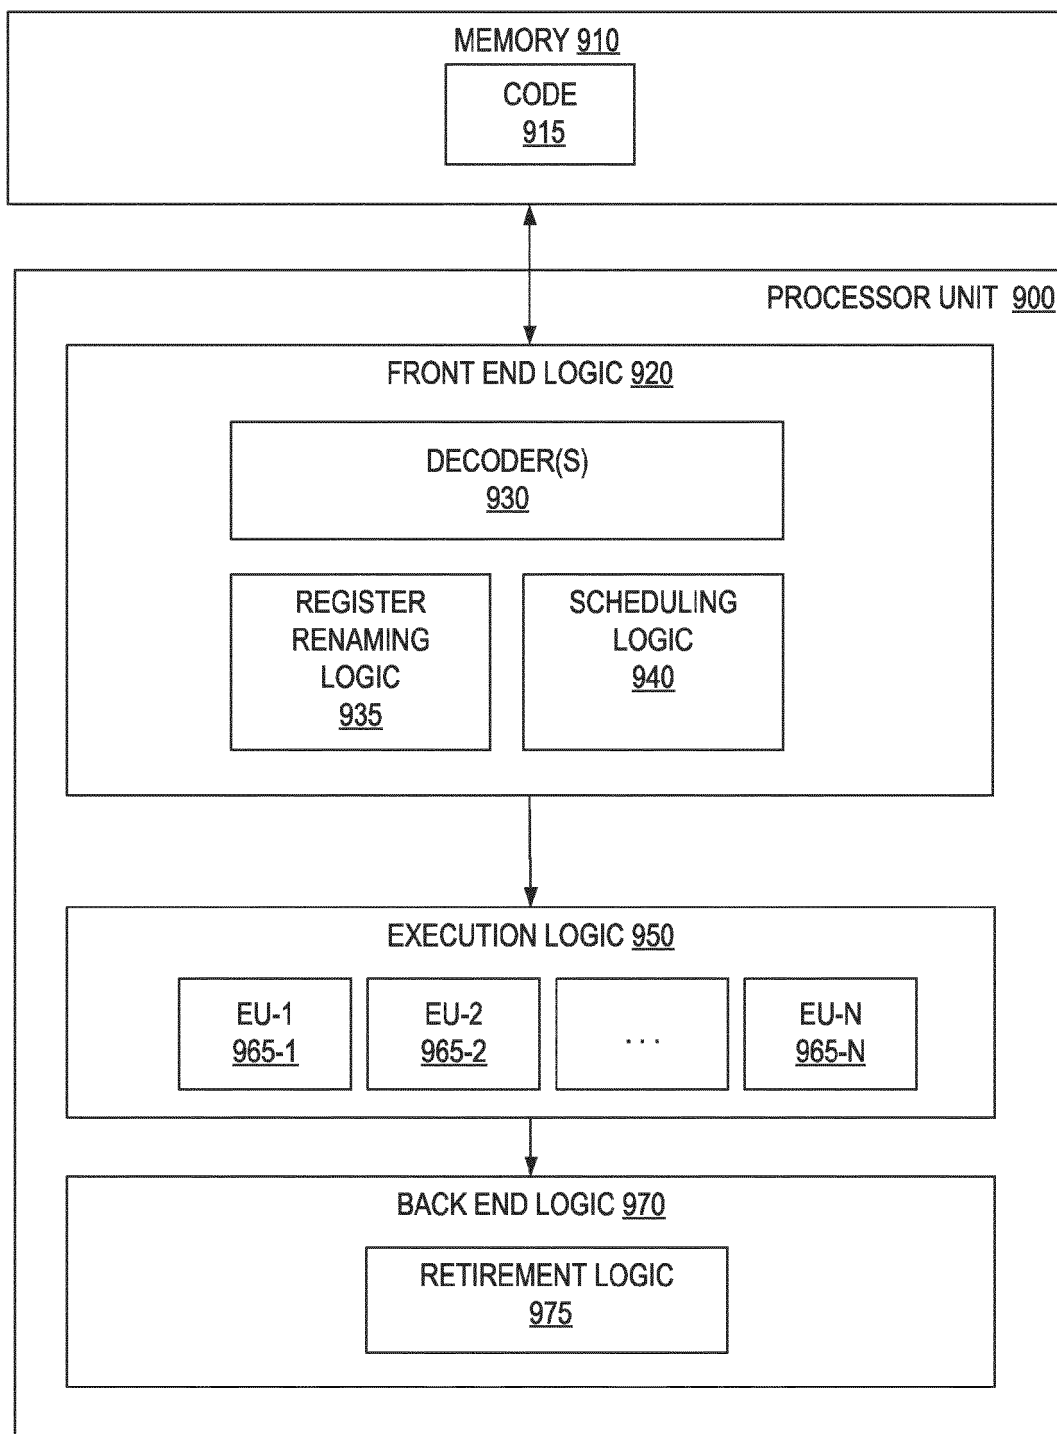 MEMORY 910
CODE
915
PROCESSOR UNIT 900
FRONT END LOGIC 920
DECODER(S)
930
REGISTER
RENAMING
LOGIC
935
SCHEDULING
LOGIC
940
EXECUTION LOGIC 950
EU-1
965-1
EU-2
965-2
...
EU-N
965-N
BACK END LOGIC 970
RETIREMENT LOGIC
975